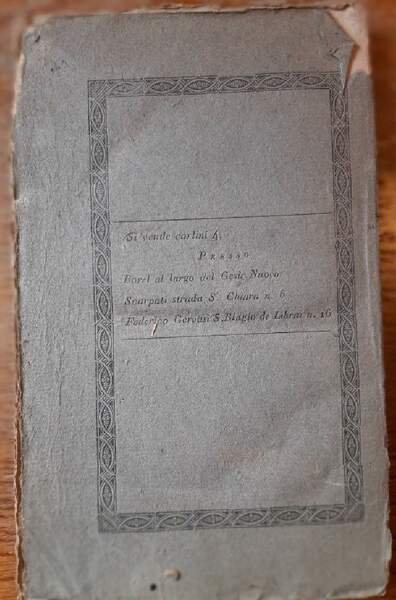 Si vende carlini 4.
PRESSO
Borel al largo del Gesù Nuovo
Scarpati strada S. Chiara n. 6
Federico Gervasi S. Biagio de Librai n. 16